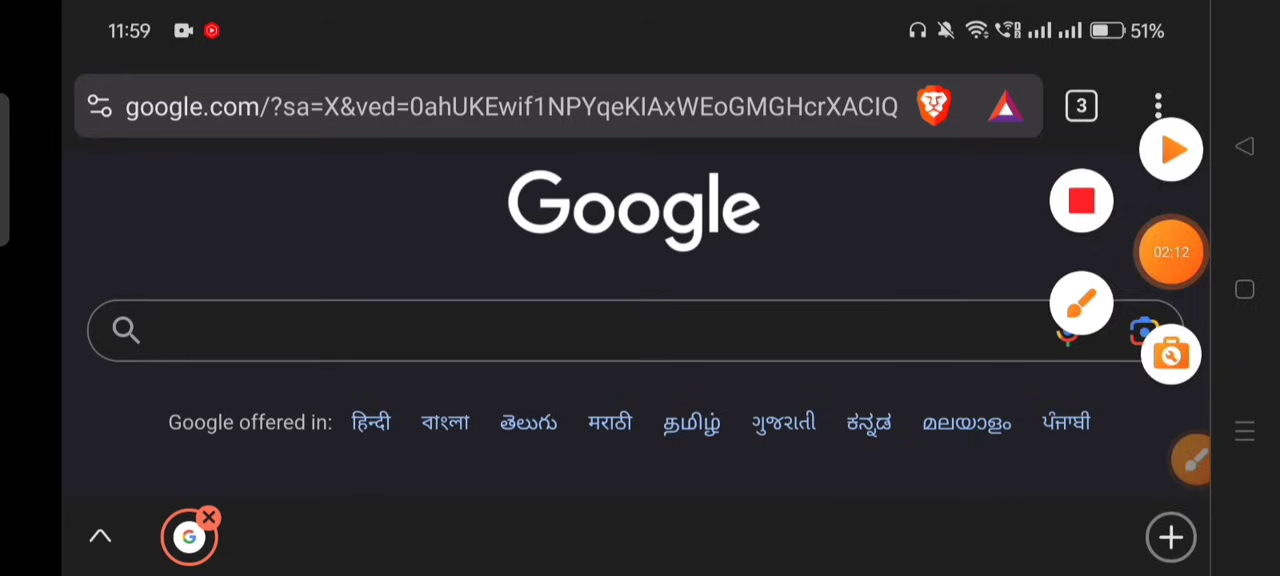 11:59 51%
google.com/?sa=X&ved=0ahUKEwif1NPYqeKIAxWEoGMGHcrXACIQ 3
Google
02:12
Google offered in: हिन्दी বাংলা తెలుగు मराठी தமிழ் ગુજરાતી ಕನ್ನಡ മലയാളം ਪੰਜਾਬੀ
G